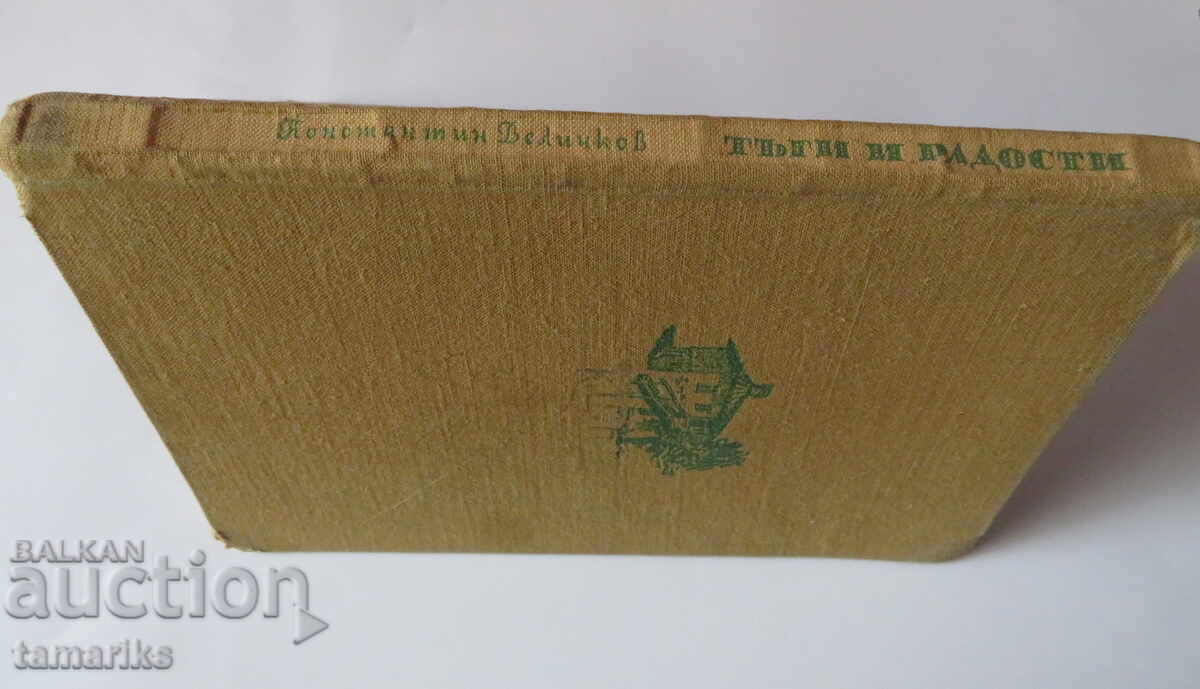 Константин Величков ТЪГИ И РАДОСТИ
BALKAN
auction
tamariks